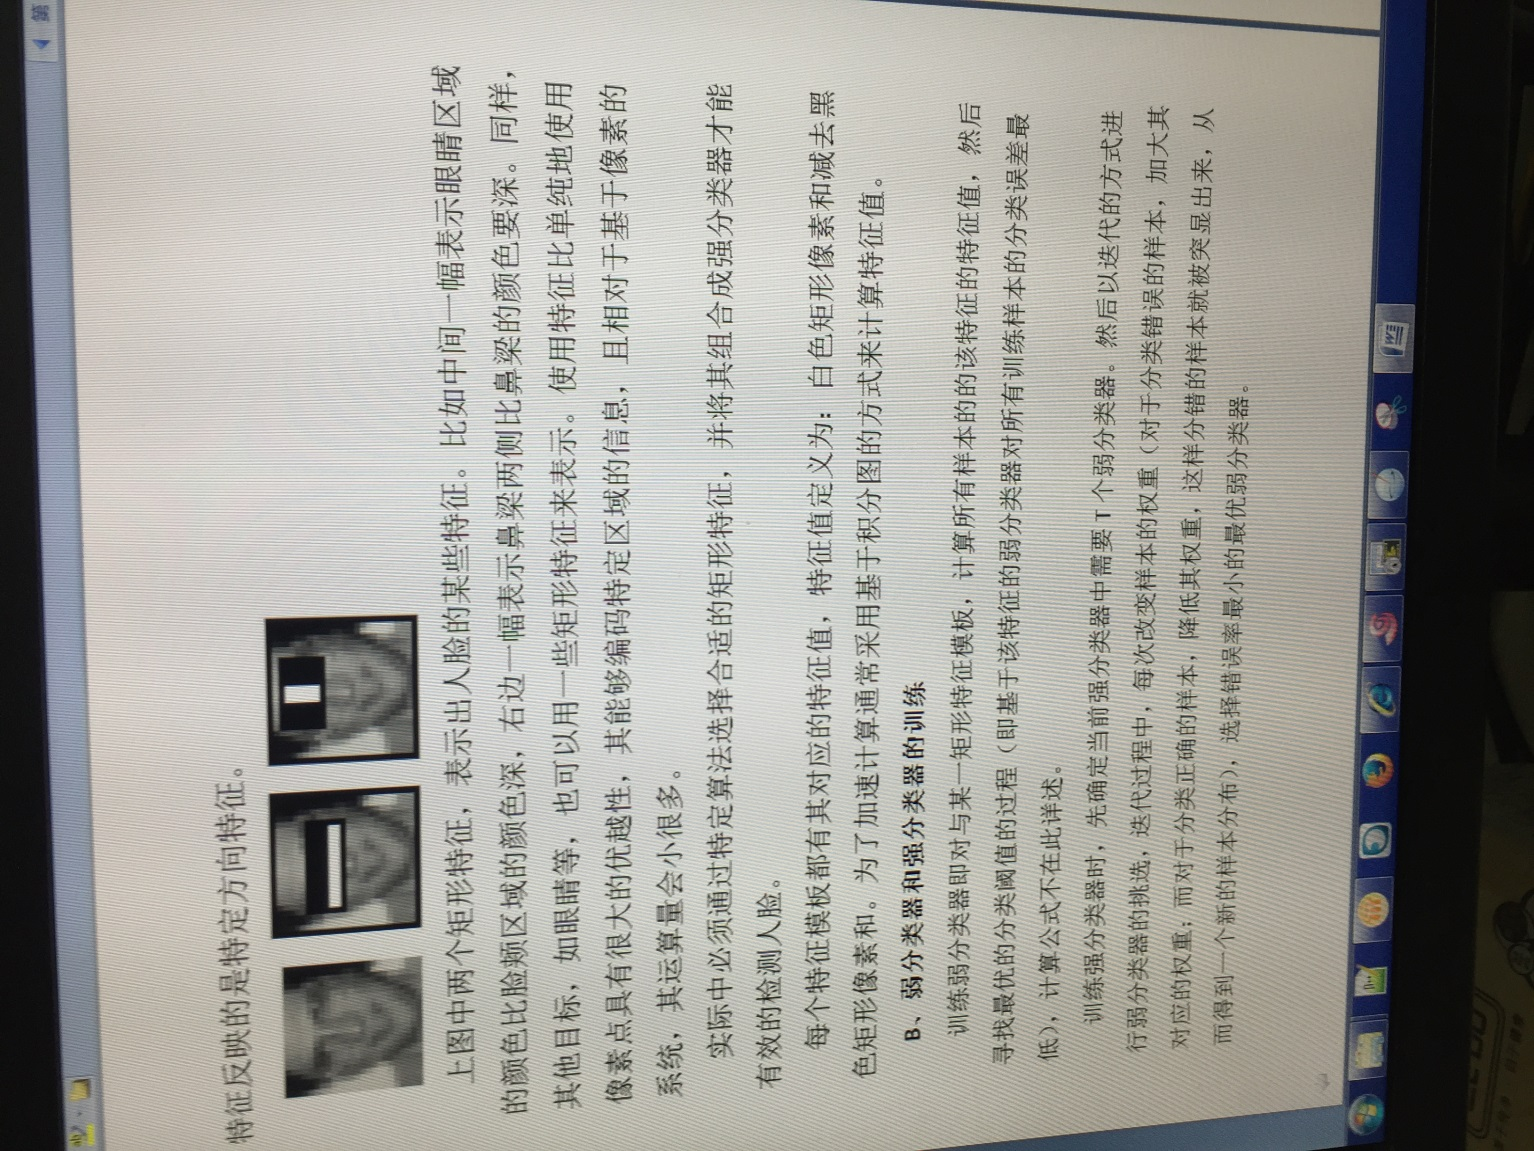 特征反映的是特定方向特征。
上图中两个矩形特征，表示出人脸的某些特征。比如中间一幅表示眼睛区域
的颜色比脸颊区域的颜色深，右边一幅表示鼻梁两侧比鼻梁的颜色要深。同样，
其他目标，如眼睛等，也可以用一些矩形特征来表示。使用特征比单纯地使用
像素点具有很大的优越性，其能够编码特定区域的信息，且相对于基于像素的
系统，其运算量会小很多。
实际中必须通过特定算法选择合适的矩形特征，并将其组合成强分类器才能
有效的检测人脸。
每个特征模板都有其对应的特征值，特征值定义为：白色矩形像素和减去黑
色矩形像素和。为了加速计算通常采用基于积分图的方式来计算特征值。
B、弱分类器和强分类器的训练
训练弱分类器即对与某一矩形特征模板，计算所有样本的的该特征的特征值，然后
寻找最优的分类阈值的过程（即基于该特征的弱分类器对所有训练样本的分类误差最
低），计算公式不在此详述。
训练强分类器时，先确定当前强分类器中需要 T 个弱分类器。然后以迭代的方式进
行弱分类器的挑选，迭代过程中，每次改变样本的权重（对于分类错误的样本，加大其
对应的权重；而对于分类正确的样本，降低其权重，这样分错的样本就被突显出来，从
而得到一个新的样本分布），选择错误率最小的最优弱分类器。